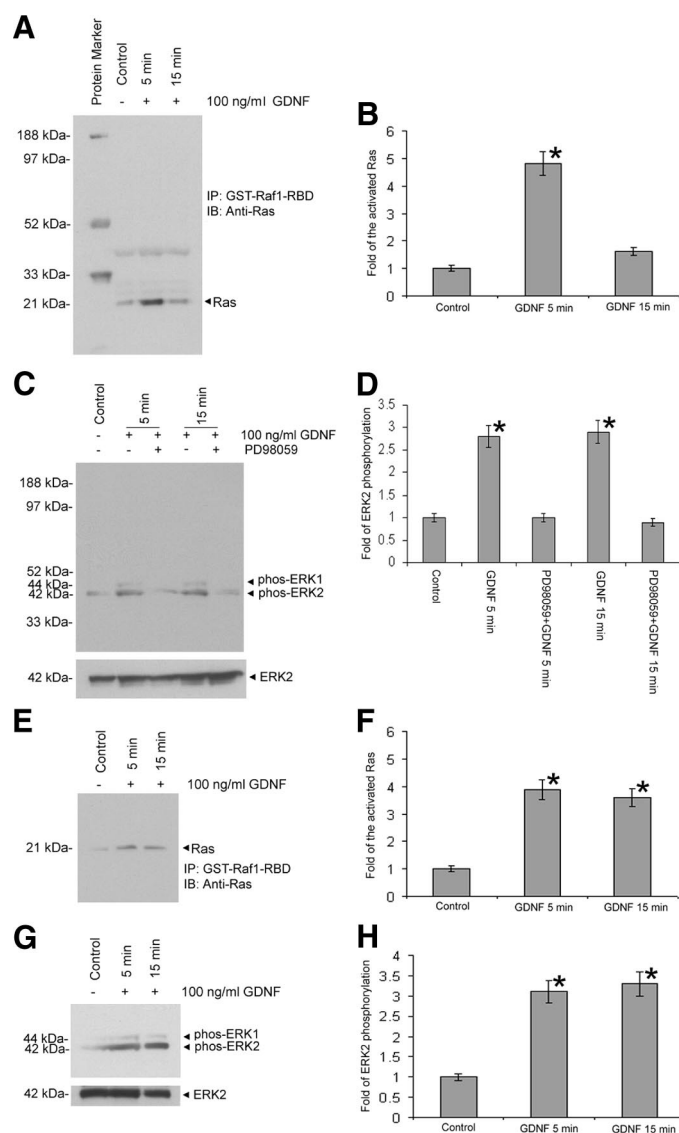 A
Protein Marker
Control
5 min
15 min
- + + 100 ng/ml GDNF
188 kDa-
97 kDa-
52 kDa-
33 kDa-
21 kDa-
IP: GST-Raf1-RBD
IB: Anti-Ras
Ras
B
Fold of the activated Ras
6
5
4
3
2
1
0
*
Control
GDNF 5 min
GDNF 15 min
C
Control
5 min
15 min
- + + + + 100 ng/ml GDNF
- - + - + PD98059
188 kDa-
97 kDa-
52 kDa-
44 kDa-
42 kDa-
33 kDa-
phos-ERK1
phos-ERK2
42 kDa-
ERK2
D
Fold of ERK2 phosphorylation
3.5
3
2.5
2
1.5
1
0.5
0
*
*
Control
GDNF 5 min
PD98059+GDNF 5 min
GDNF 15 min
PD98059+GDNF 15 min
E
Control
5 min
15 min
- + + 100 ng/ml GDNF
21 kDa-
Ras
IP: GST-Raf1-RBD
IB: Anti-Ras
F
Fold of the activated Ras
6
5
4
3
2
1
0
*
*
Control
GDNF 5 min
GDNF 15 min
G
Control
5 min
15 min
- + + 100 ng/ml GDNF
44 kDa-
42 kDa-
phos-ERK1
phos-ERK2
42 kDa-
ERK2
H
Fold of ERK2 phosphorylation
4
3.5
3
2.5
2
1.5
1
0.5
0
*
*
Control
GDNF 5 min
GDNF 15 min